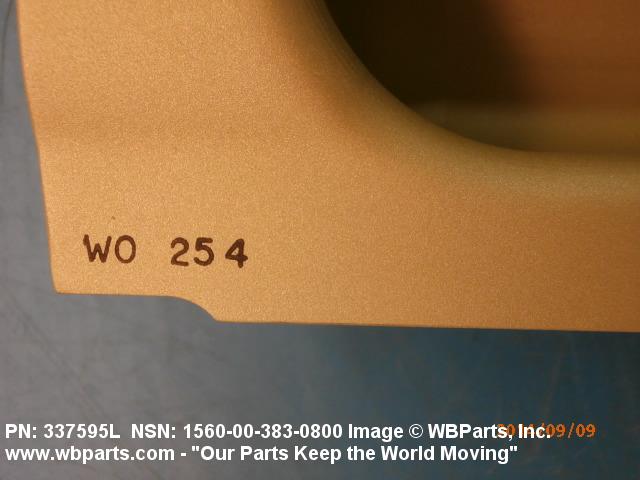 WO 254
PN: 337595L NSN: 1560-00-383-0800 Image © WBParts, Inc.
www.wbparts.com - "Our Parts Keep the World Moving"